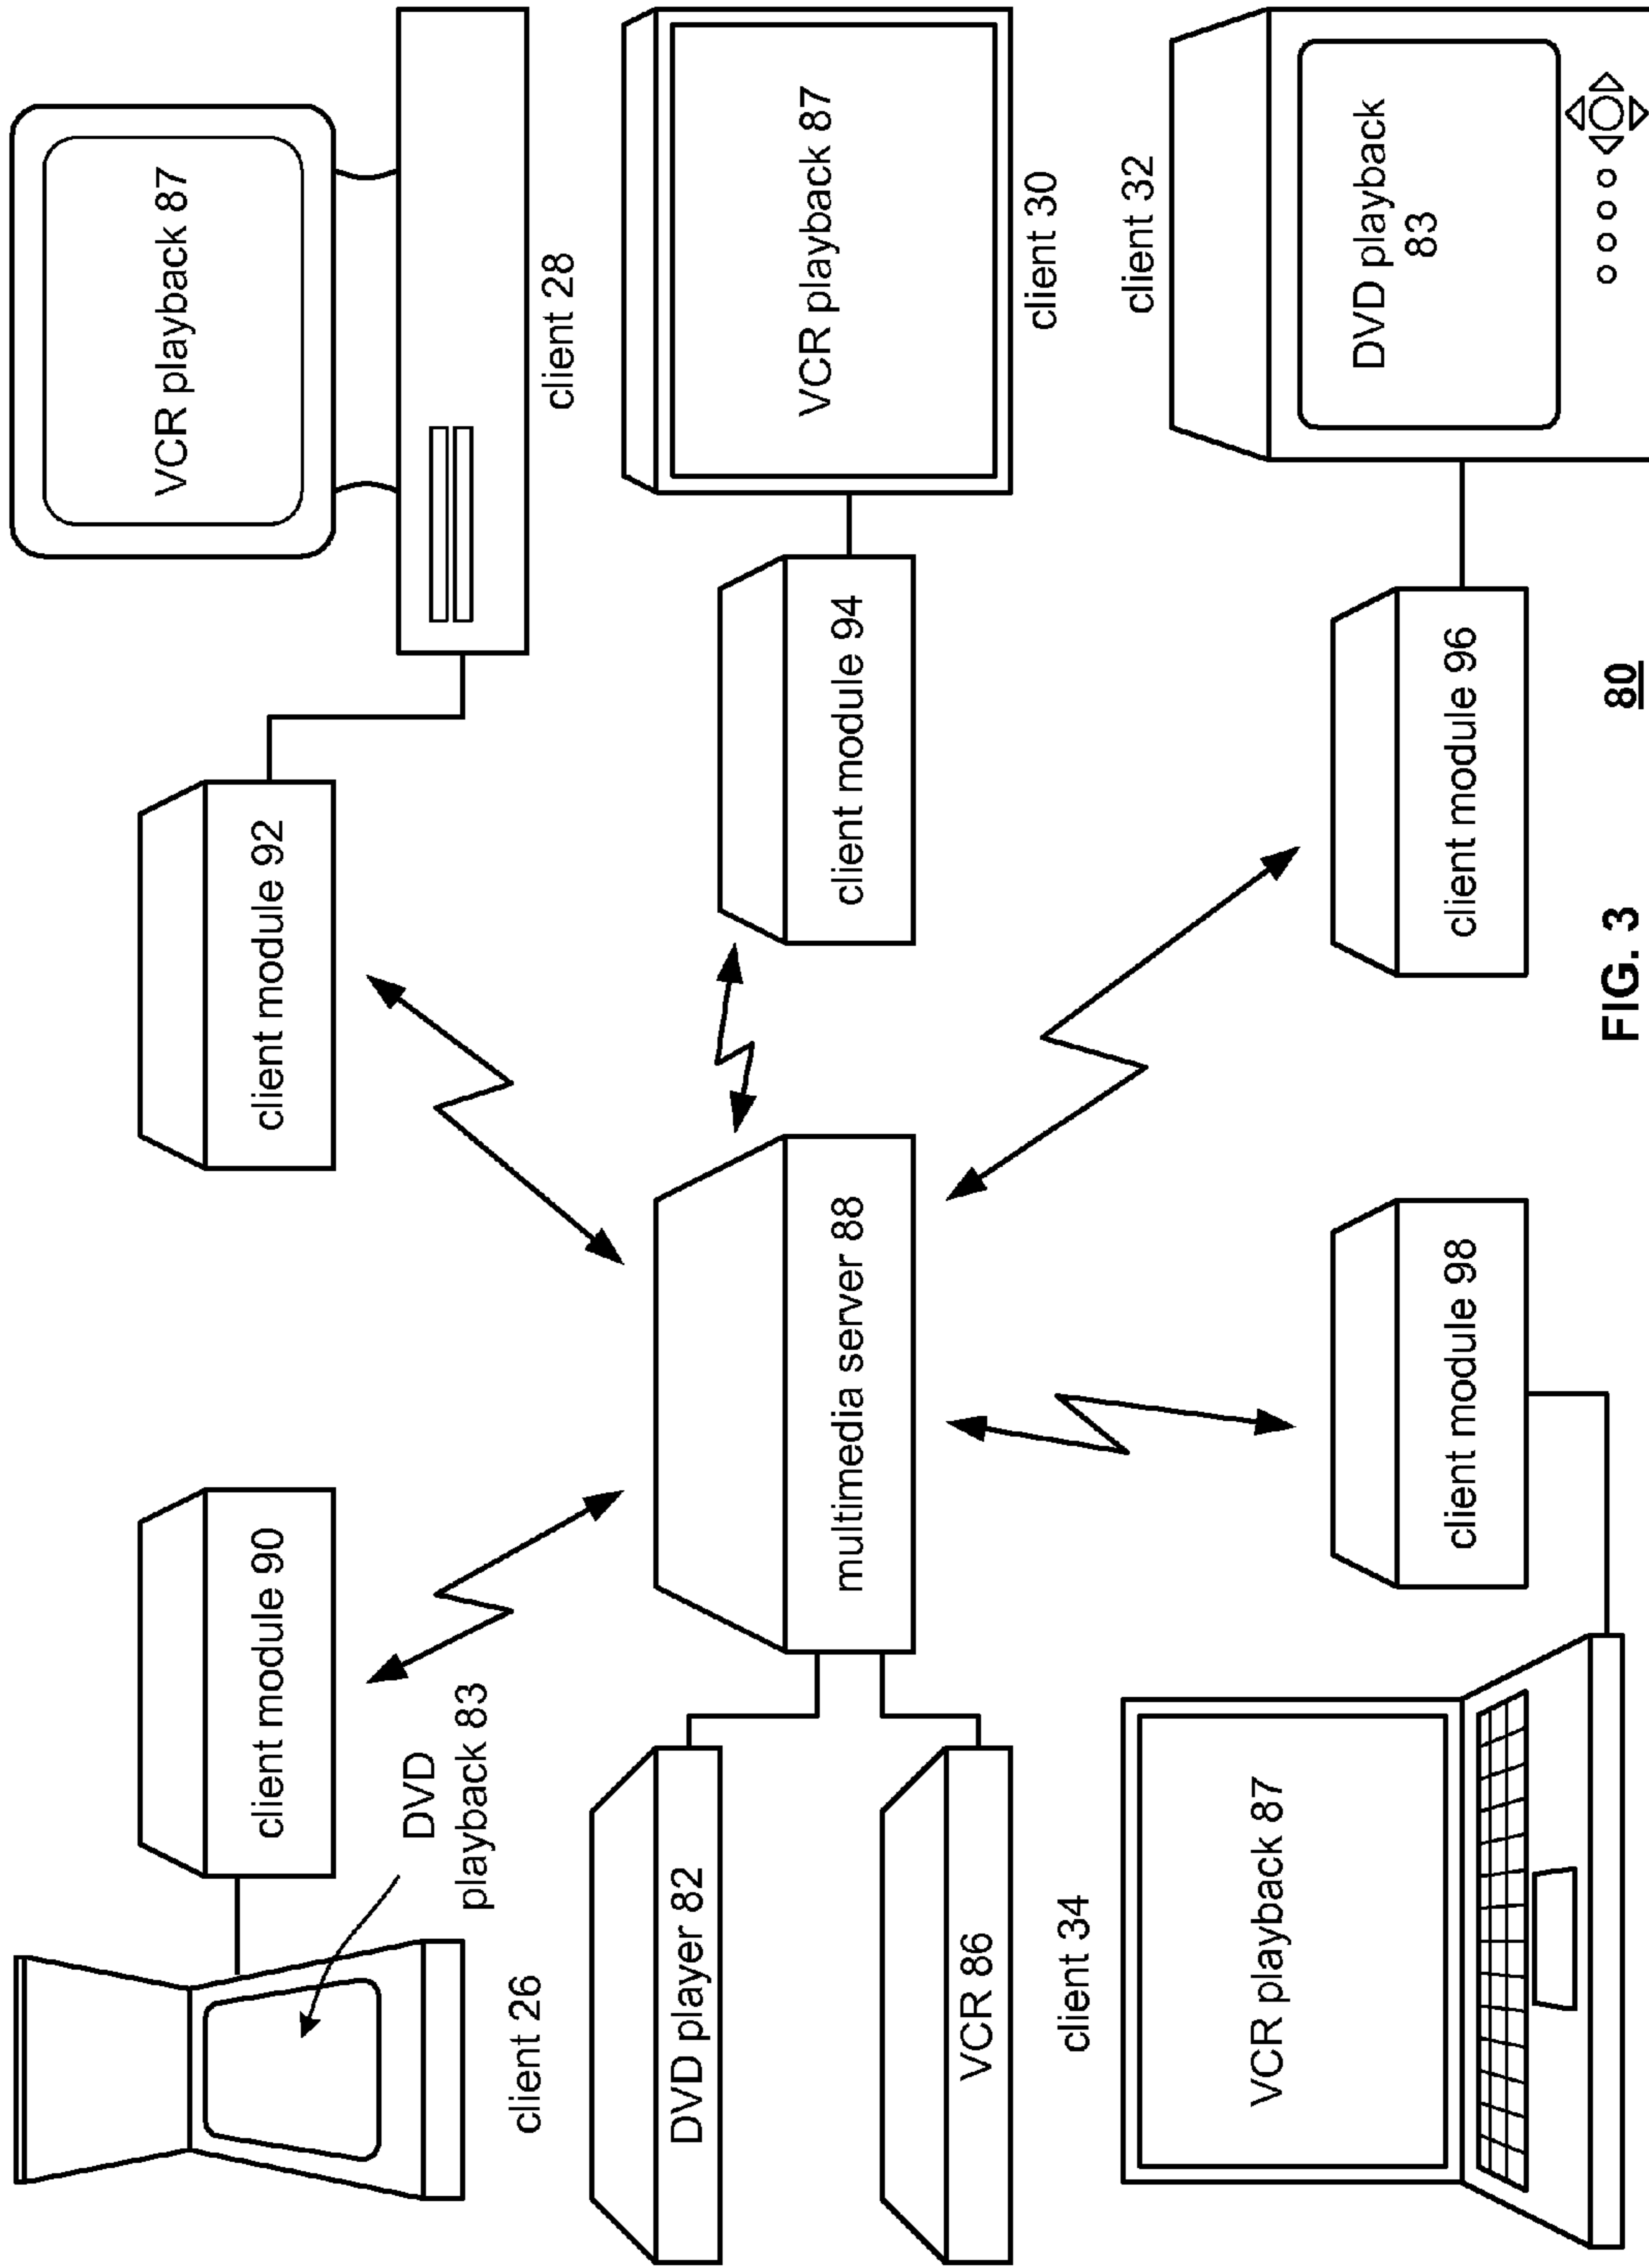 client module 90
client module 92
VCR playback 87
DVD
playback 83
client 26
client 28
DVD player 82
multimedia server 88
client module 94
VCR playback 87
VCR 86
client 30
client 34
client 32
VCR playback 87
client module 98
client module 96
DVD playback
83
FIG. 3
80